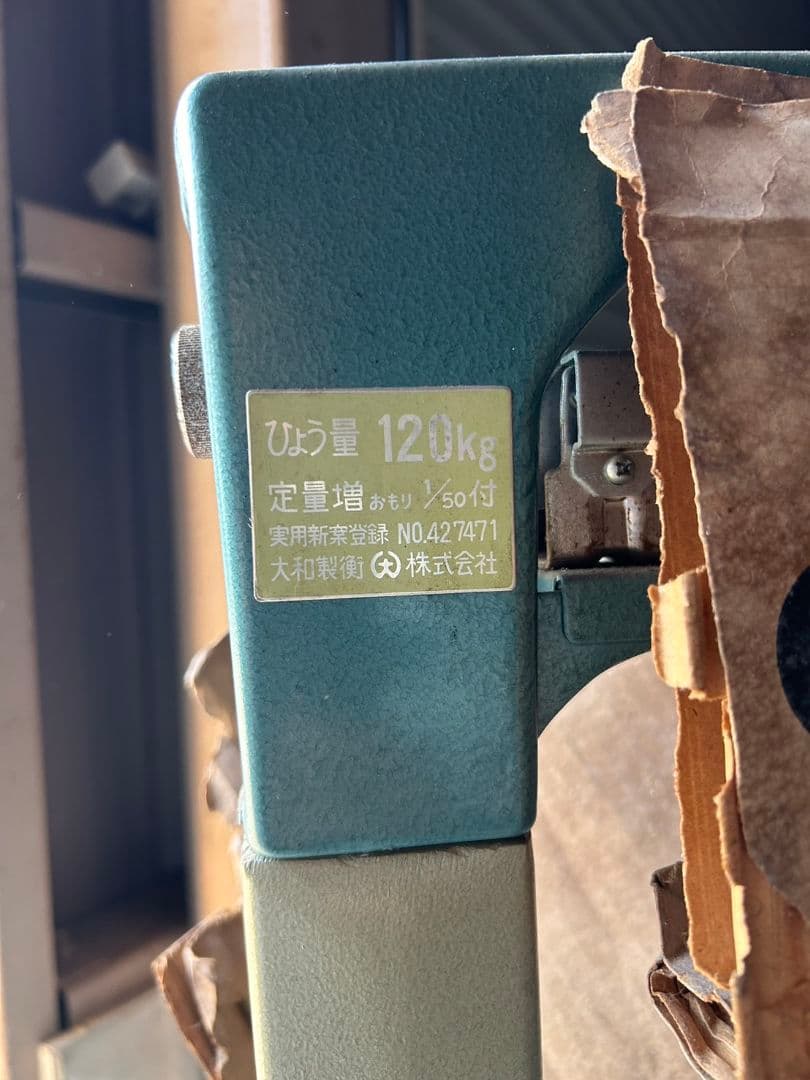 ひょう量 120kg
定量増おもり 1/50付
実用新案登録 NO.427471
大和製衡 株式会社